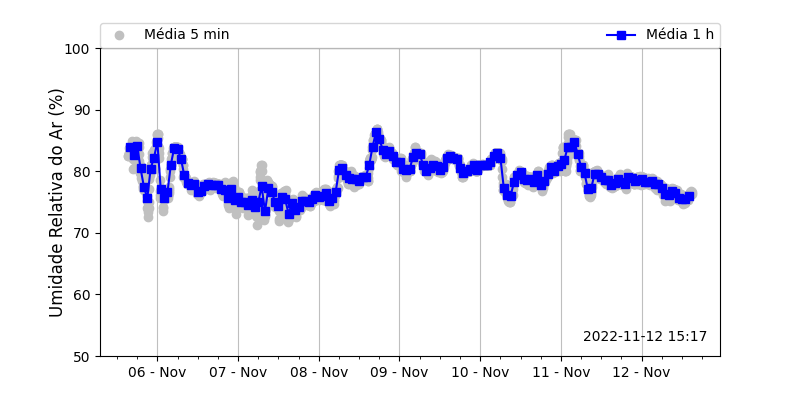 Média 5 min
Média 1 h
Umidade Relativa do Ar (%)
100
90
80
70
60
50
2022-11-12 15:17
06 - Nov
07 - Nov
08 - Nov
09 - Nov
10 - Nov
11 - Nov
12 - Nov